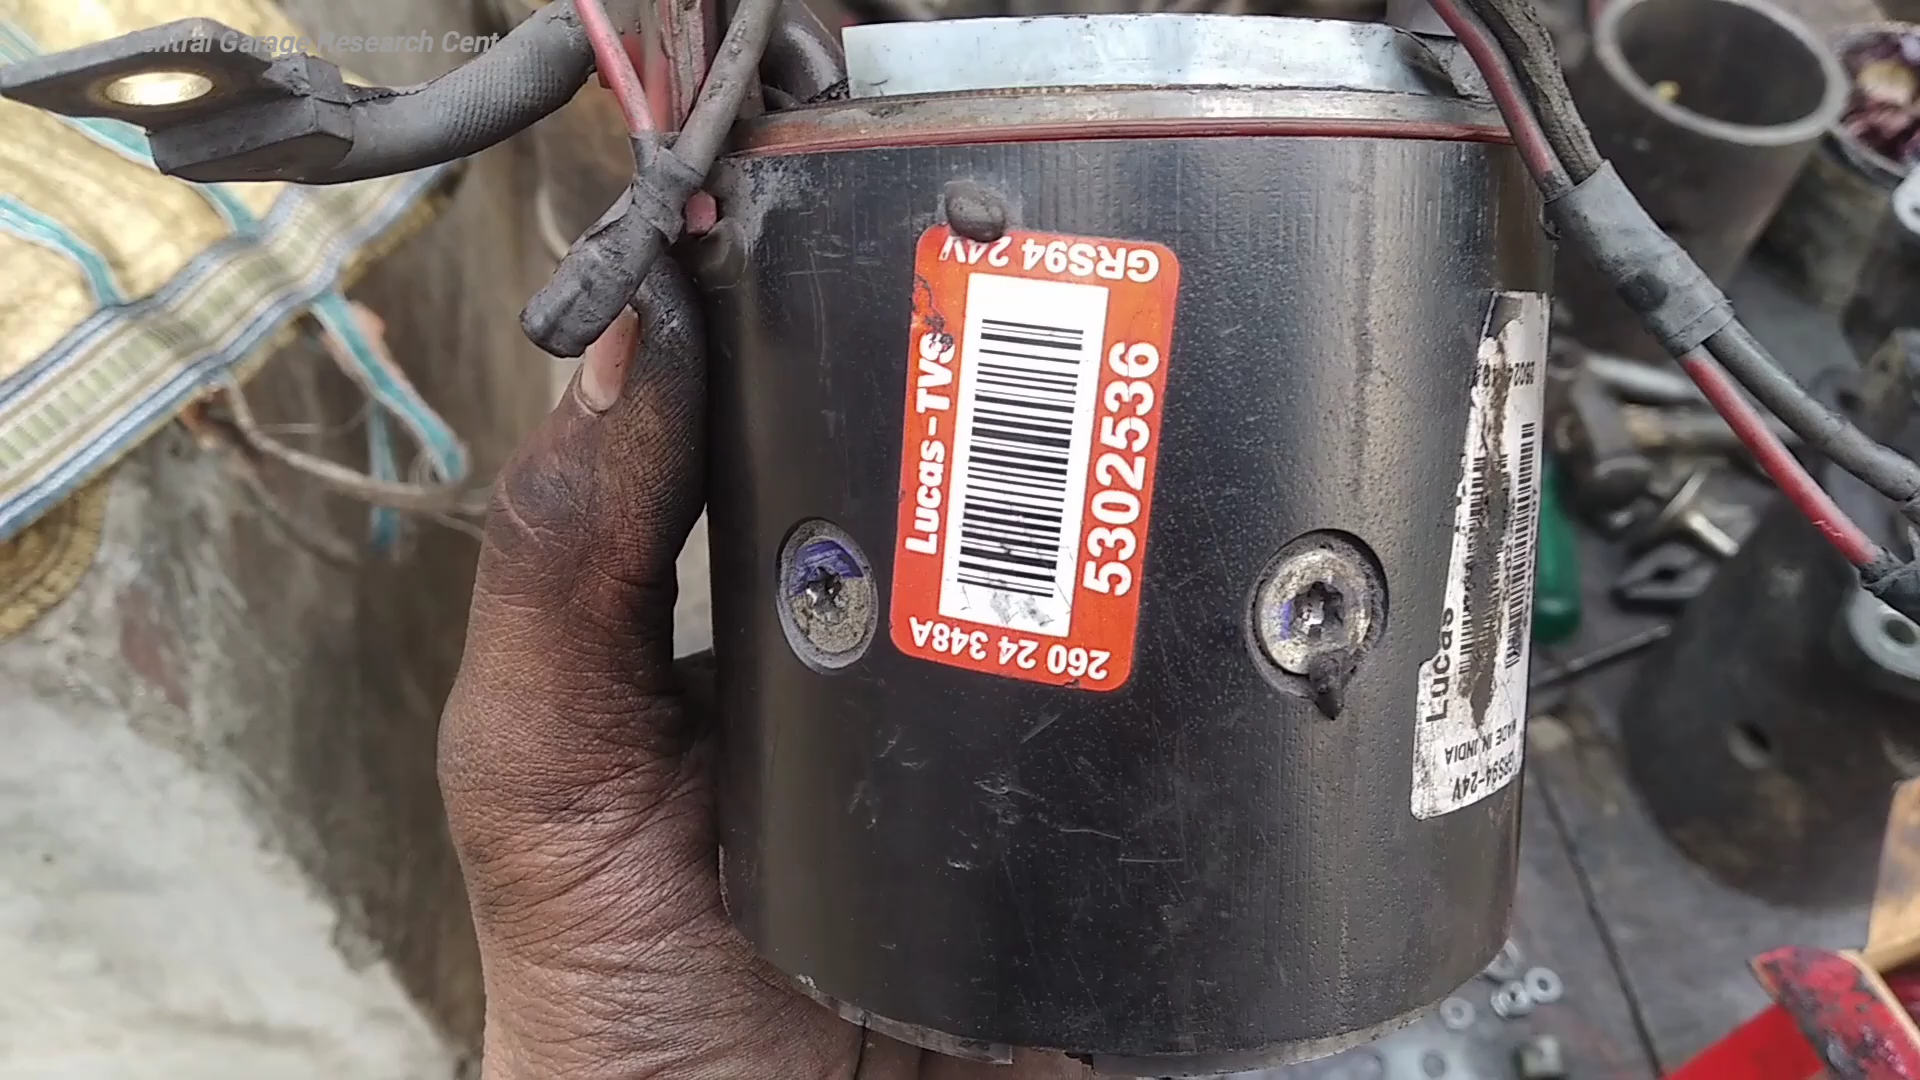 Central Garage Research Cent
GRS94 24V
Lucas-TVS
5302536
260 24 348A
Lucas
MADE IN INDIA
GRS94-24V